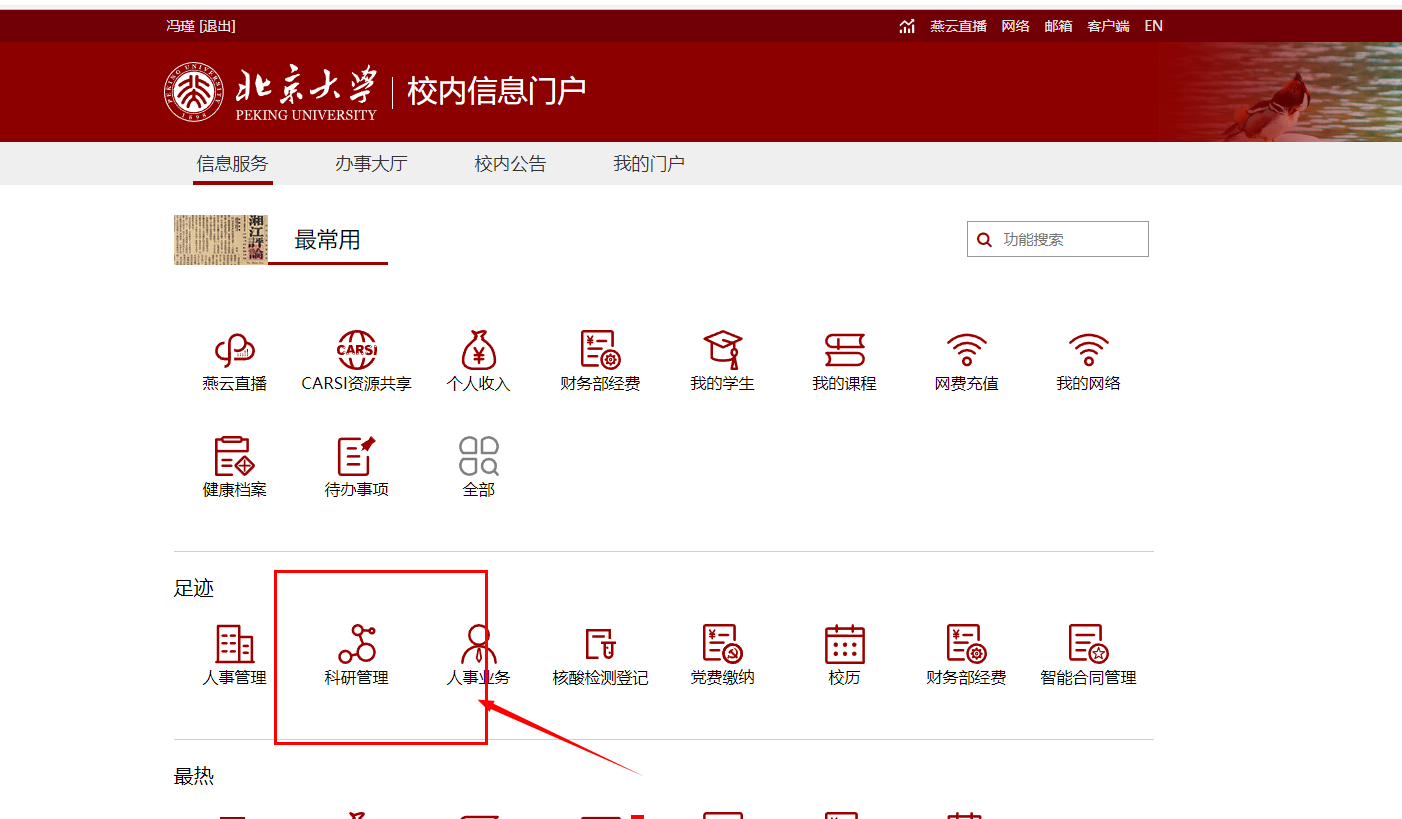 冯瑾 [退出]
燕云直播 网络 邮箱 客户端 EN
北京大学
PEKING UNIVERSITY
校内信息门户
PEKING UNIVERSITY
1898
信息服务 办事大厅 校内公告 我的门户
湘江評論
最常用
功能搜索
CARSI
燕云直播 CARSI资源共享 个人收入 财务部经费 我的学生 我的课程 网费充值 我的网络
健康档案 待办事项 全部
足迹
人事管理 科研管理 人事业务 核酸检测登记 党费缴纳 校历 财务部经费 智能合同管理
最热